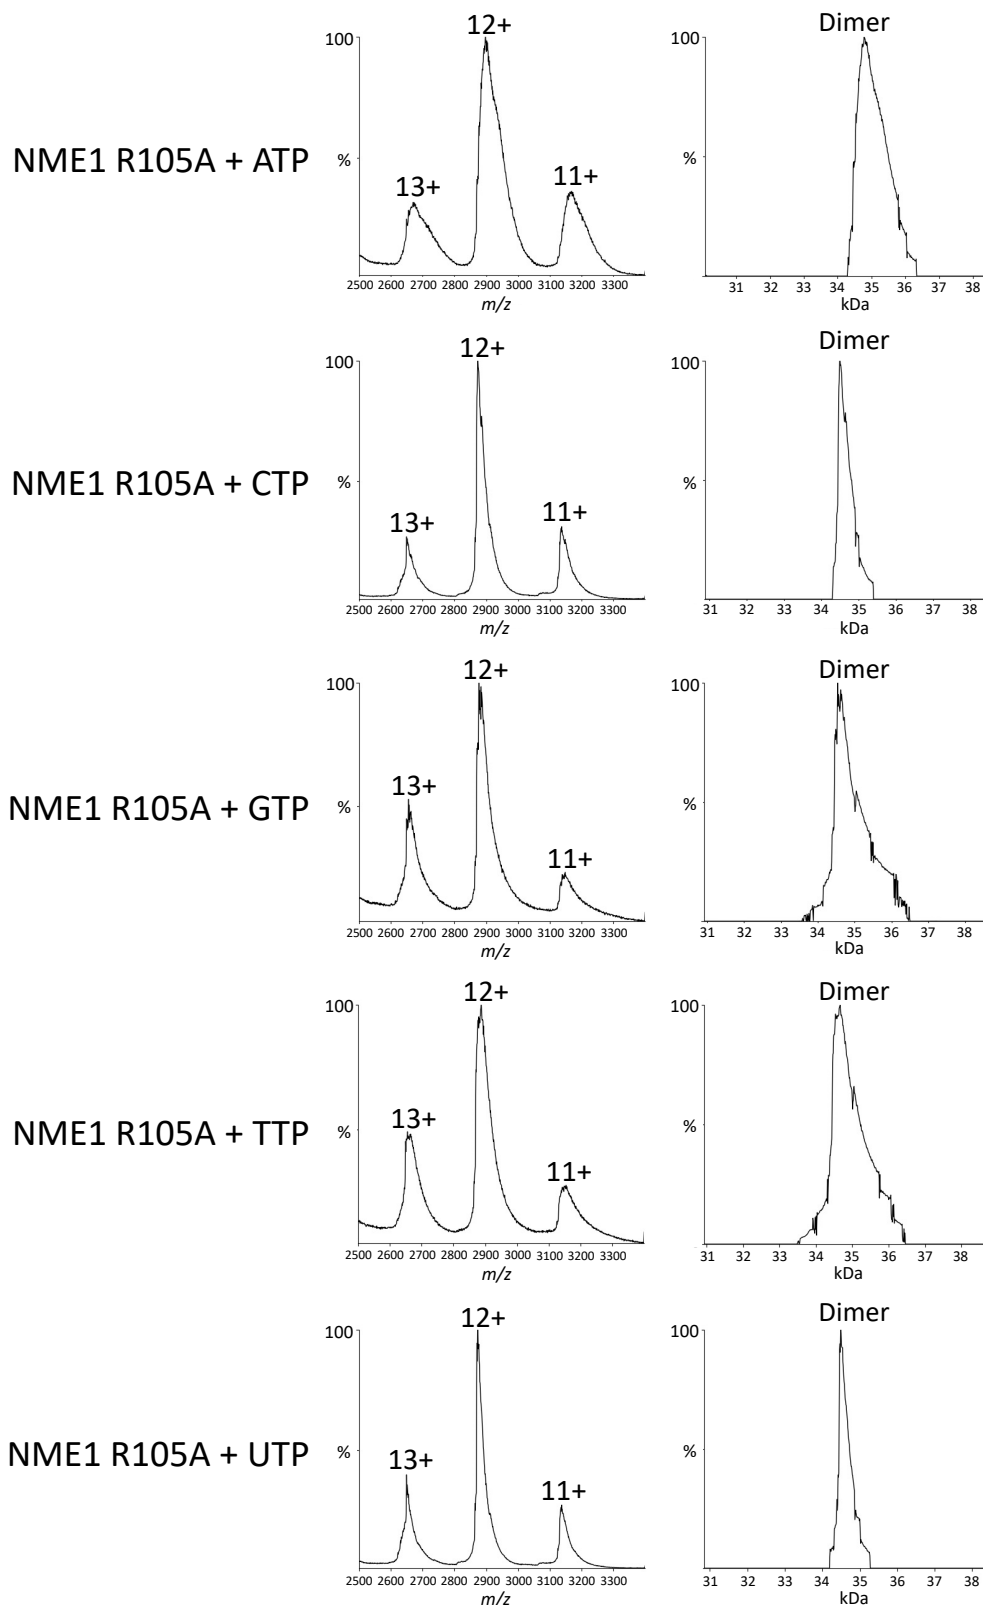 12+
Dimer
100
100
NME1 R105A + ATP
%
%
13+
11+
2500 2600 2700 2800 2900 3000 3100 3200 3300
31 32 33 34 35 36 37 38
m/z
kDa
12+
Dimer
100
100
NME1 R105A + CTP
%
%
13+
11+
2500 2600 2700 2800 2900 3000 3100 3200 3300
31 32 33 34 35 36 37 38
m/z
kDa
12+
Dimer
100
100
NME1 R105A + GTP
%
%
13+
11+
2500 2600 2700 2800 2900 3000 3100 3200 3300
31 32 33 34 35 36 37 38
m/z
kDa
12+
Dimer
100
100
NME1 R105A + TTP
%
%
13+
11+
2500 2600 2700 2800 2900 3000 3100 3200 3300
31 32 33 34 35 36 37 38
m/z
kDa
12+
Dimer
100
100
NME1 R105A + UTP
%
%
13+
11+
2500 2600 2700 2800 2900 3000 3100 3200 3300
31 32 33 34 35 36 37 38
m/z
kDa